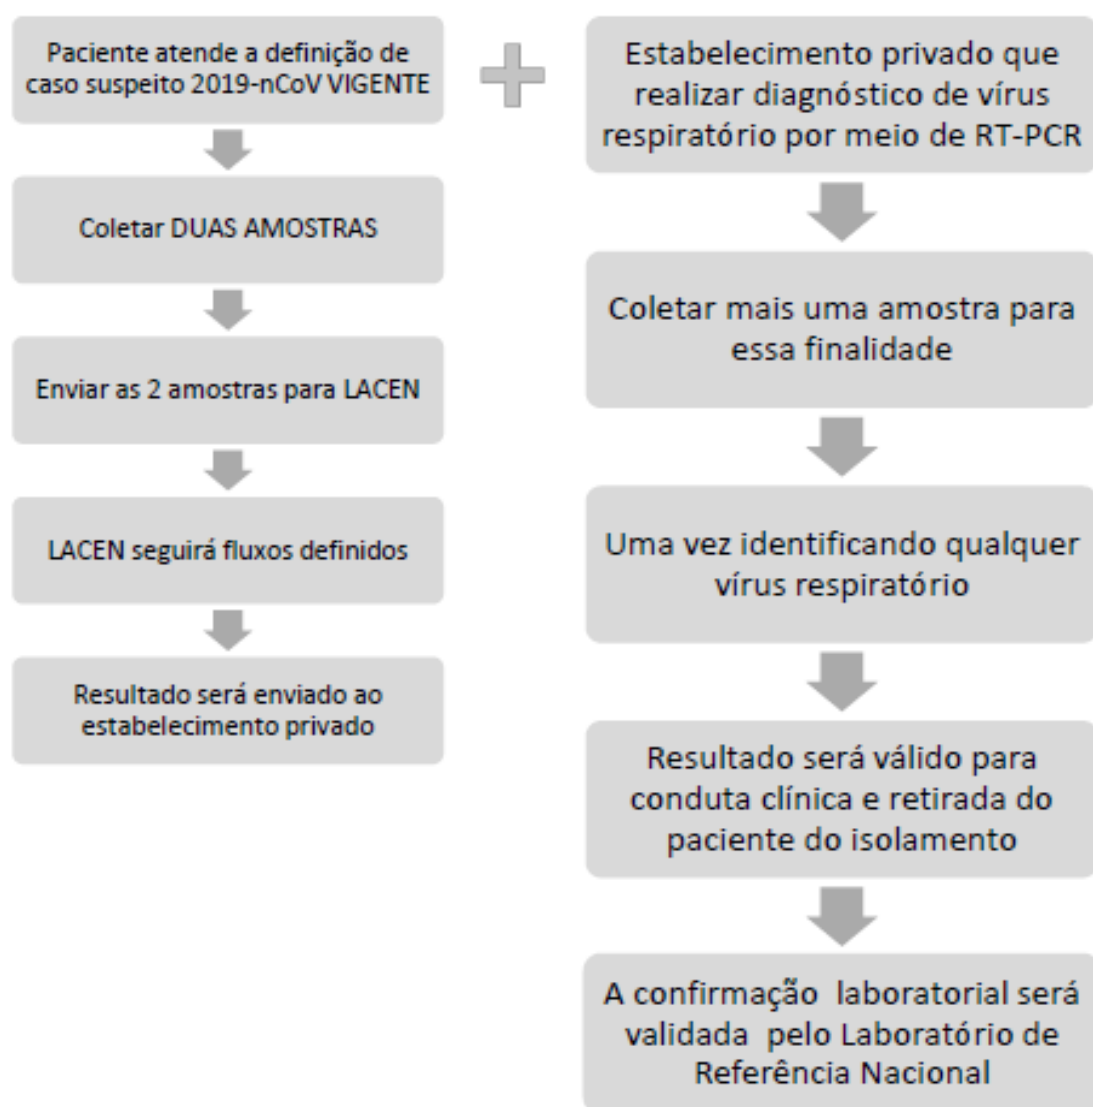 Paciente atende a definição de
caso suspeito 2019-nCoV VIGENTE
Coletar DUAS AMOSTRAS
Enviar as 2 amostras para LACEN
LACEN seguirá fluxos definidos
Resultado será enviado ao
estabelecimento privado
Estabelecimento privado que
realizar diagnóstico de vírus
respiratório por meio de RT-PCR
Coletar mais uma amostra para
essa finalidade
Uma vez identificando qualquer
vírus respiratório
Resultado será válido para
conduta clínica e retirada do
paciente do isolamento
A confirmação laboratorial será
validada pelo Laboratório de
Referência Nacional